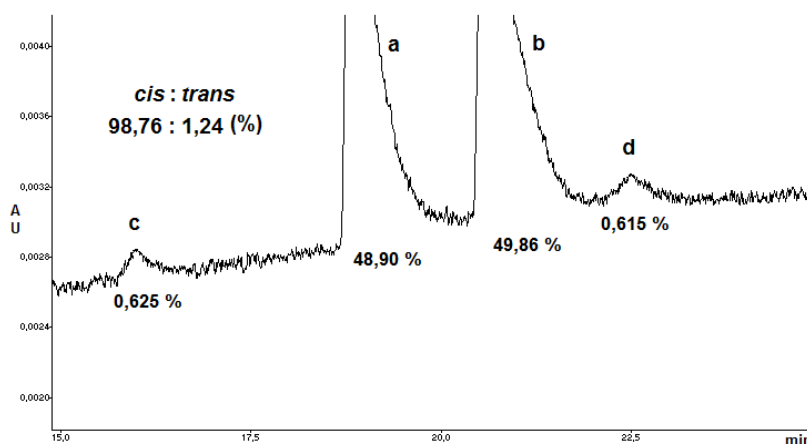 0,0040
0,0036
0,0032
0,0028
0,0024
0,0020
A
U
cis : trans
98,76 : 1,24 (%)
a
b
c
d
0,625 %
48,90 %
49,86 %
0,615 %
15,0
17,5
20,0
22,5